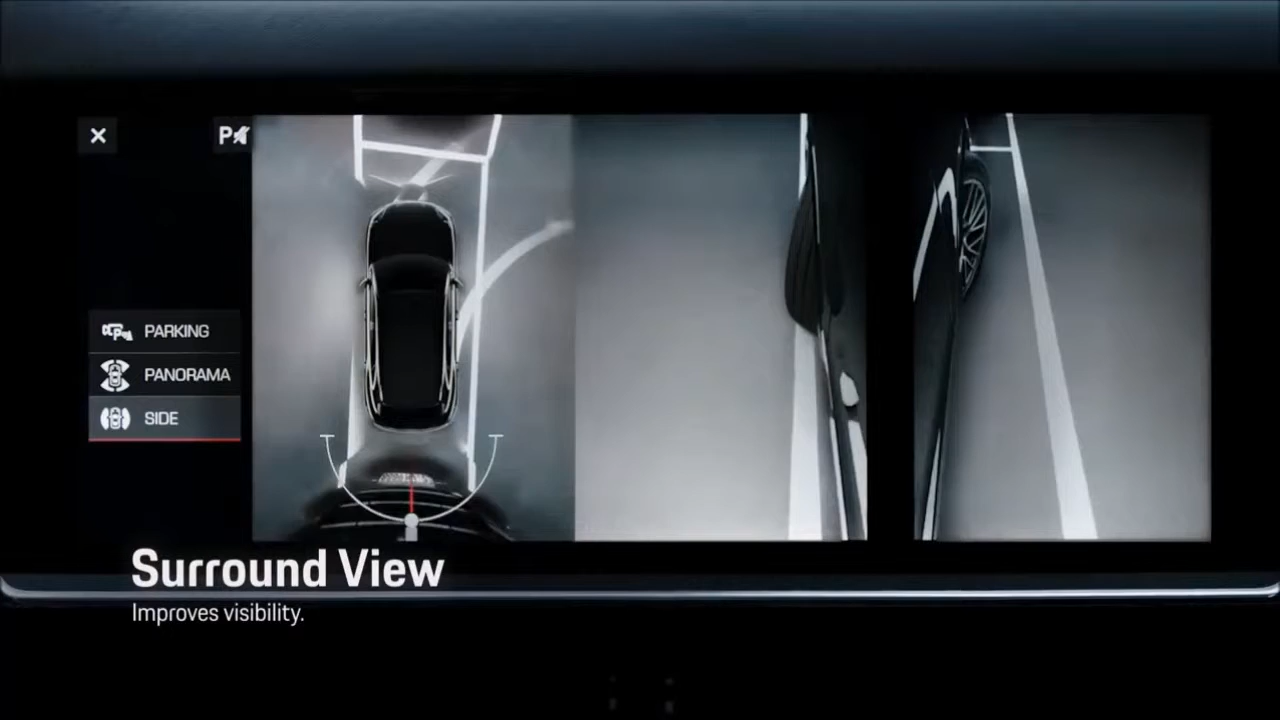 P
PARKING
PANORAMA
SIDE
Surround View
Improves visibility.